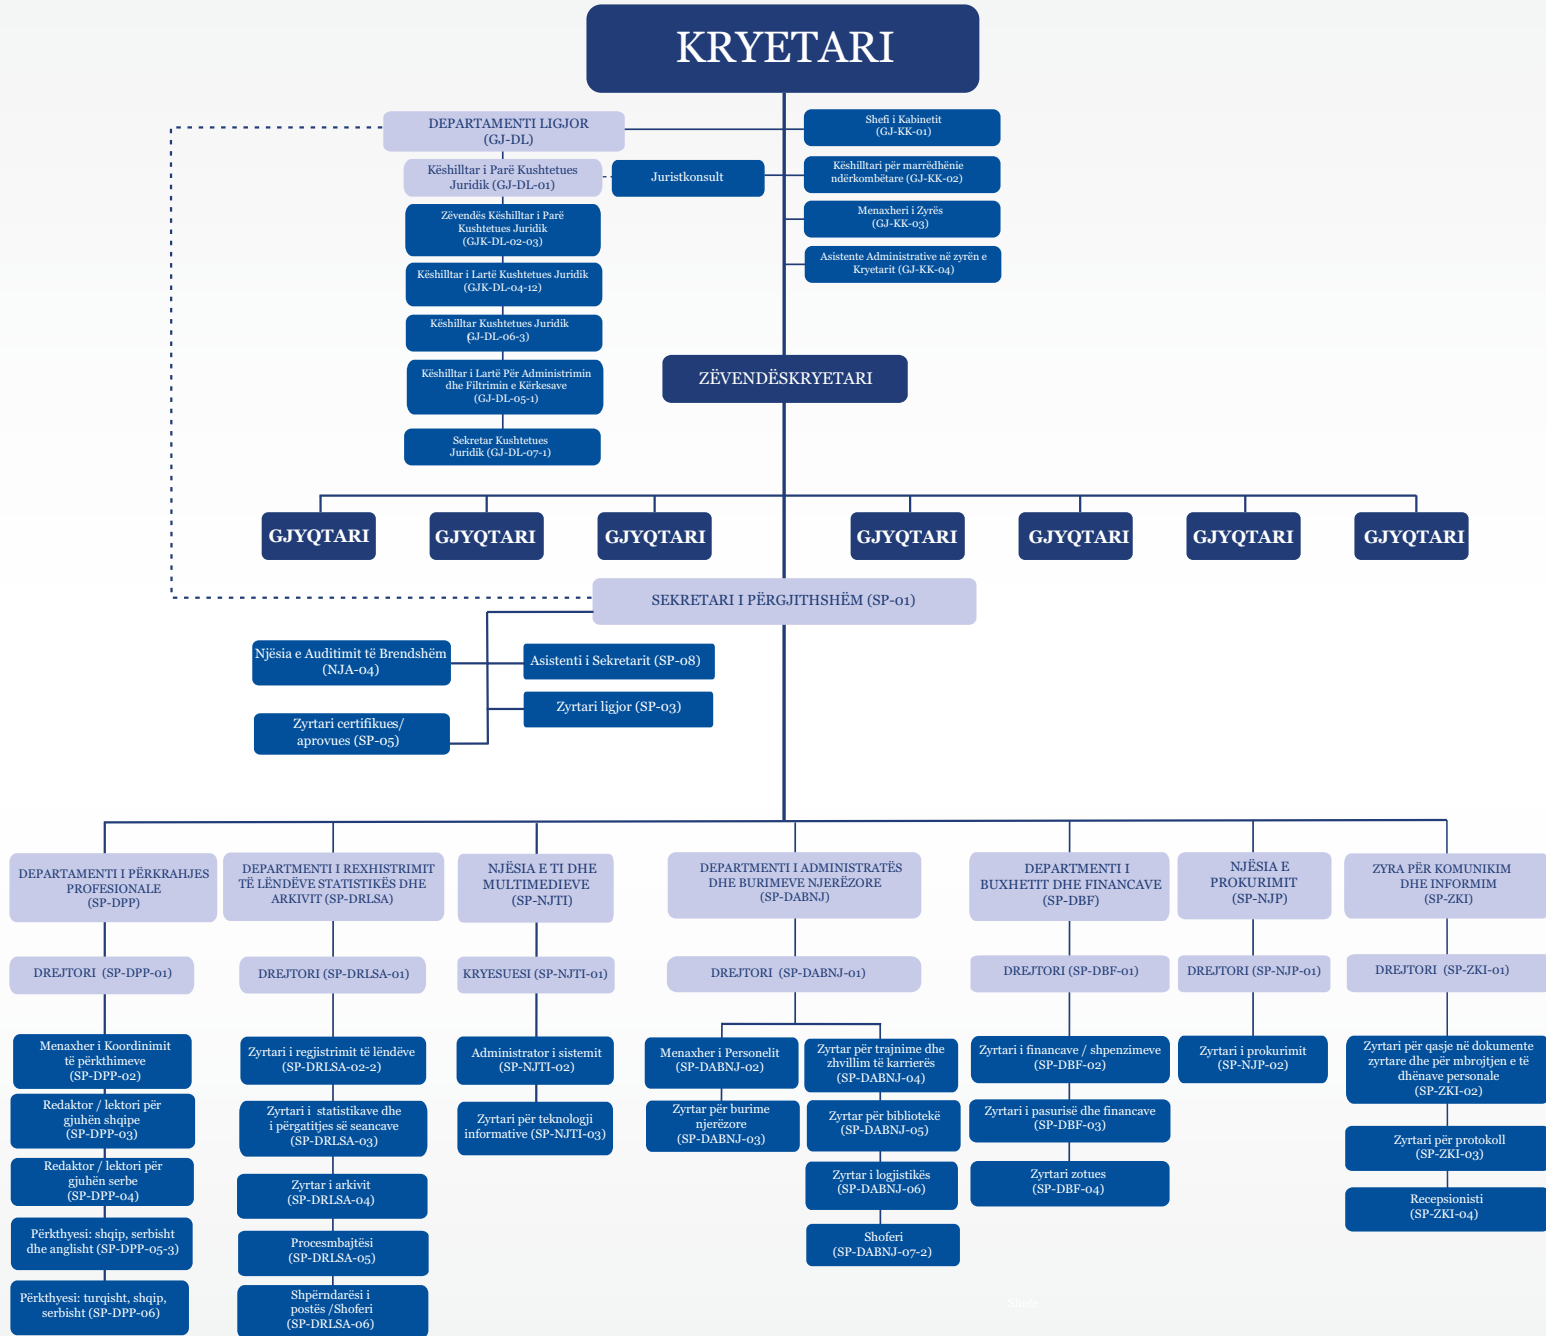 KRYETARI
DEPARTAMENTI LIGJOR
(GJ-DL)
Këshilltar i Parë Kushtetues
Juridik (GJ-DL-01)
Juristkonsult
Zëvendës Këshilltar i Parë
Kushtetues Juridik
(GJK-DL-02-03)
Këshilltar i Lartë Kushtetues Juridik
(GJK-DL-04-12)
Këshilltar Kushtetues Juridik
(GJ-DL-06-3)
Këshilltar i Lartë Për Administrimin
dhe Filtrimin e Kërkesave
(GJ-DL-05-1)
Sekretar Kushtetues
Juridik (GJ-DL-07-1)
Shefi i Kabinetit
(GJ-KK-01)
Këshilltari për marrëdhënie
ndërkombëtare (GJ-KK-02)
Menaxheri i Zyrës
(GJ-KK-03)
Asistente Administrative në zyrën e
Kryetarit (GJ-KK-04)
ZËVENDËSKRYETARI
GJYQTARI
GJYQTARI
GJYQTARI
GJYQTARI
GJYQTARI
GJYQTARI
GJYQTARI
SEKRETARI I PËRGJITHSHËM (SP-01)
Njësia e Auditimit të Brendshëm
(NJA-04)
Asistenti i Sekretarit (SP-08)
Zyrtari ligjor (SP-03)
Zyrtari certifikues/
aprovues (SP-05)
DEPARTAMENTI I PËRKRAHJES
PROFESIONALE
(SP-DPP)
DREJTORI (SP-DPP-01)
Menaxher i Koordinimit
të përkthimeve
(SP-DPP-02)
Redaktor / lektori për
gjuhën shqipe
(SP-DPP-03)
Redaktor / lektori për
gjuhën serbe
(SP-DPP-04)
Përkthyesi: shqip, serbisht
dhe anglisht (SP-DPP-05-3)
Përkthyesi: turqisht, shqip,
serbisht (SP-DPP-06)
DEPARTMENTI I REXHISTRIMIT
TË LËNDËVE STATISTIKËS DHE
ARKIVIT (SP-DRLSA)
DREJTORI (SP-DRLSA-01)
Zyrtari i regjistrimit të lëndëve
(SP-DRLSA-02-2)
Zyrtari i statistikave dhe
i përgatitjes së seancave
(SP-DRLSA-03)
Zyrtar i arkivit
(SP-DRLSA-04)
Procesmbajtësi
(SP-DRLSA-05)
Shpërndarësi i
postës /Shoferi
(SP-DRLSA-06)
NJËSIA E TI DHE
MULTIMEDIEVE
(SP-NJTI)
KRYESUESI (SP-NJTI-01)
Administrator i sistemit
(SP-NJTI-02)
Zyrtari për teknologji
informative (SP-NJTI-03)
DEPARTMENTI I ADMINISTRATËS
DHE BURIMEVE NJERËZORE
(SP-DABNJ)
DREJTORI (SP-DABNJ-01)
Menaxher i Personelit
(SP-DABNJ-02)
Zyrtar për burime
njerëzore
(SP-DABNJ-03)
Zyrtar për trajnime dhe
zhvillim të karrierës
(SP-DABNJ-04)
Zyrtar për bibliotekë
(SP-DABNJ-05)
Zyrtar i logjistikës
(SP-DABNJ-06)
Shoferi
(SP-DABNJ-07-2)
DEPARTMENTI I
BUXHETIT DHE FINANCAVE
(SP-DBF)
DREJTORI (SP-DBF-01)
Zyrtari i financave / shpenzimeve
(SP-DBF-02)
Zyrtari i pasurisë dhe financave
(SP-DBF-03)
Zyrtari zotues
(SP-DBF-04)
NJËSIA E
PROKURIMIT
(SP-NJP)
DREJTORI (SP-NJP-01)
Zyrtari i prokurimit
(SP-NJP-02)
ZYRA PËR KOMUNIKIM
DHE INFORMIM
(SP-ZKI)
DREJTORI (SP-ZKI-01)
Zyrtari për qasje në dokumente
zyrtare dhe për mbrojtjen e të
dhënave personale
(SP-ZKI-02)
Zyrtari për protokoll
(SP-ZKI-03)
Recepsionisti
(SP-ZKI-04)